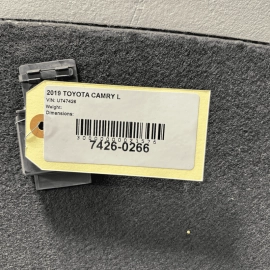 2019 TOYOTA CAMRY L
VIN: U747426
Weight:
Dimensions:
7426-0266